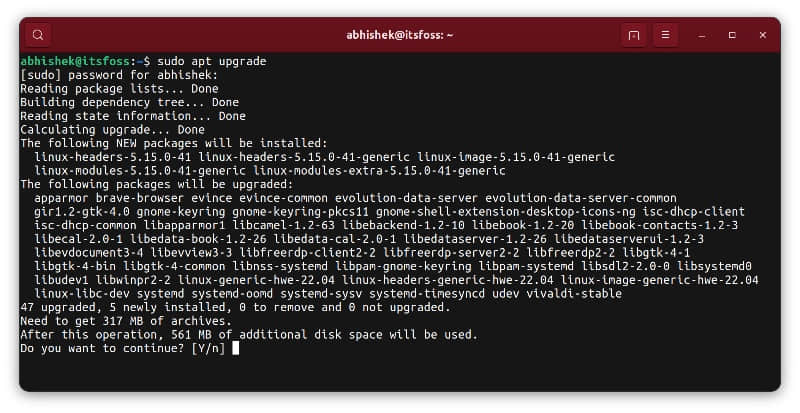 abhishek@itsfoss: ~
abhishek@itsfoss:~$ sudo apt upgrade
[sudo] password for abhishek:
Reading package lists... Done
Building dependency tree... Done
Reading state information... Done
Calculating upgrade... Done
The following NEW packages will be installed:
  linux-headers-5.15.0-41 linux-headers-5.15.0-41-generic linux-image-5.15.0-41-generic
  linux-modules-5.15.0-41-generic linux-modules-extra-5.15.0-41-generic
The following packages will be upgraded:
  apparmor brave-browser evince evince-common evolution-data-server evolution-data-server-common
  gir1.2-gtk-4.0 gnome-keyring gnome-keyring-pkcs11 gnome-shell-extension-desktop-icons-ng isc-dhcp-client
  isc-dhcp-common libapparmor1 libcamel-1.2-63 libebackend-1.2-10 libebook-1.2-20 libebook-contacts-1.2-3
  libecal-2.0-1 libedata-book-1.2-26 libedata-cal-2.0-1 libedataserver-1.2-26 libedataserverui-1.2-3
  libevdocument3-4 libevview3-3 libfreerdp-client2-2 libfreerdp-server2-2 libfreerdp2-2 libgtk-4-1
  libgtk-4-bin libgtk-4-common libnss-systemd libpam-gnome-keyring libpam-systemd libsdl2-2.0-0 libsystemd0
  libudev1 libwinpr2-2 linux-generic-hwe-22.04 linux-headers-generic-hwe-22.04 linux-image-generic-hwe-22.04
  linux-libc-dev systemd systemd-oomd systemd-sysv systemd-timesyncd udev vivaldi-stable
47 upgraded, 5 newly installed, 0 to remove and 0 not upgraded.
Need to get 317 MB of archives.
After this operation, 561 MB of additional disk space will be used.
Do you want to continue? [Y/n]